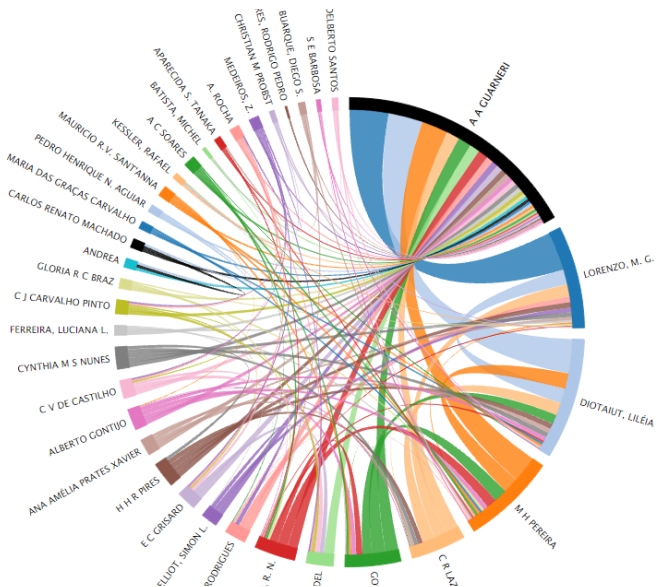 DELBERTO SANTOS
S E BARBOSA
BUARQUE, DIEGO S.
RES, RODRIGO PEDRO
CHRISTIAN M PROBST
MEDEIROS, Z.
A. ROCHA
APARECIDA S. TANAKA
BATISTA, MICHEL
A C SOARES
KESSLER, RAFAEL
MAURICIO R.V. SANT'ANNA
PEDRO HENRIQUE N. AGUIAR
MARIA DAS GRAÇAS CARVALHO
CARLOS RENATO MACHADO
ANDREA
GLORIA R C BRAZ
C J CARVALHO PINTO
FERREIRA, LUCIANA L.
CYNTHIA M S NUNES
C V DE CASTILHO
ALBERTO GONTIJO
ANA AMÉLIA PRATES XAVIER
H H R PIRES
E C GRISARD
ELLIOT, SIMON L.
RODRIGUES
, R. N.
DEL
GO
C R LAZ
M H PEREIRA
DIOTAIUT, LILÉIA
LORENZO, M. G.
A A GUARNERI